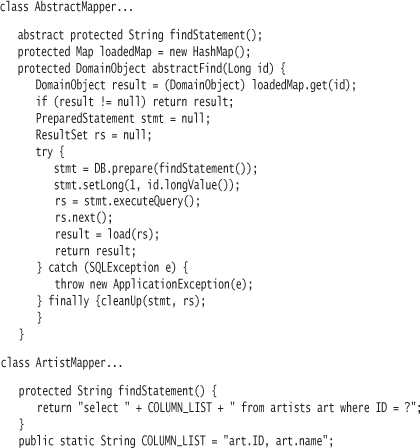 class AbstractMapper...
abstract protected String findStatement();
protected Map loadedMap = new HashMap();
protected DomainObject abstractFind(Long id) {
DomainObject result = (DomainObject) loadedMap.get(id);
if (result != null) return result;
PreparedStatement stmt = null;
ResultSet rs = null;
try {
stmt = DB.prepare(findStatement());
stmt.setLong(1, id.longValue());
rs = stmt.executeQuery();
rs.next();
result = load(rs);
return result;
} catch (SQLException e) {
throw new ApplicationException(e);
} finally {cleanUp(stmt, rs);
}
}
class ArtistMapper...
protected String findStatement() {
return "select " + COLUMN_LIST + " from artists art where ID = ?";
}
public static String COLUMN_LIST = "art.ID, art.name";